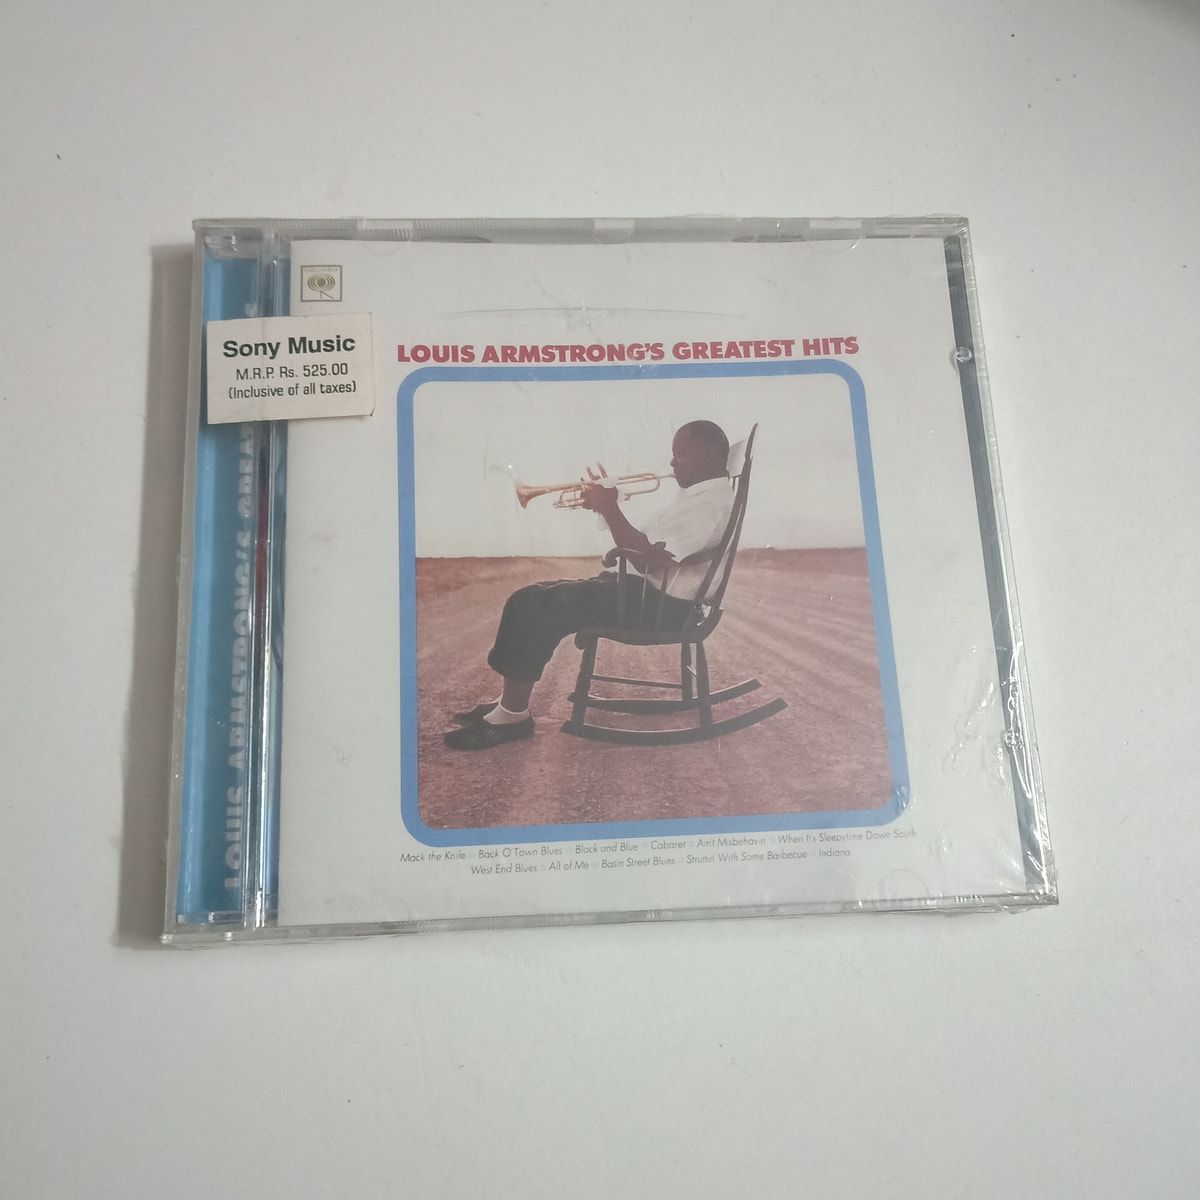 COLUMBIA
Sony Music
M.R.P. Rs. 525.00
(Inclusive of all taxes)
LOUIS ARMSTRONG'S GREATEST HITS
Mack the Knife ☆ Back O'Town Blues ☆ Black and Blue ☆ Cabaret ☆ Ain't Misbehavin ☆ When It's Sleepytime Down South
West End Blues ☆ All of Me ☆ Basin Street Blues ☆ Struttin With Some Barbecue ☆ Indiana
LOUIS ARMSTRONG'S GREAT